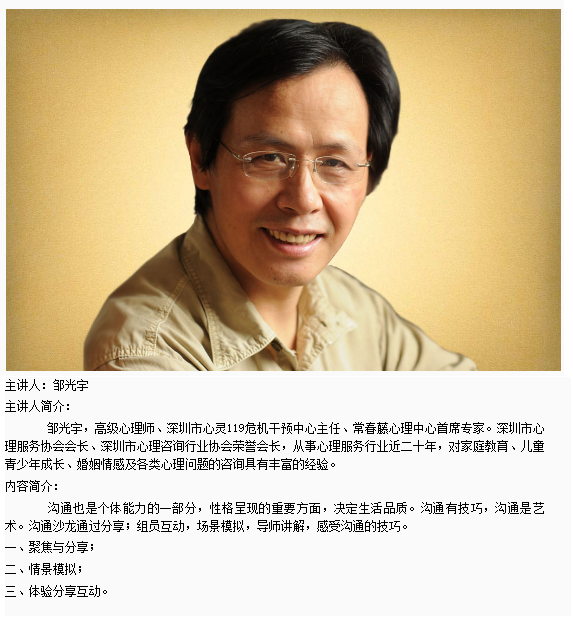 主讲人：邹光宇
主讲人简介：
邹光宇，高级心理师、深圳市心灵119危机干预中心主任、常春藤心理中心首席专家。深圳市心
理服务协会会长、深圳市心理咨询行业协会荣誉会长，从事心理服务行业近二十年，对家庭教育、儿童
青少年成长、婚姻情感及各类心理问题的咨询具有丰富的经验。
内容简介：
沟通也是个体能力的一部分，性格呈现的重要方面，决定生活品质。沟通有技巧，沟通是艺
术。沟通沙龙通过分享；组员互动，场景模拟，导师讲解，感受沟通的技巧。
一、聚焦与分享；
二、情景模拟；
三、体验分享互动。